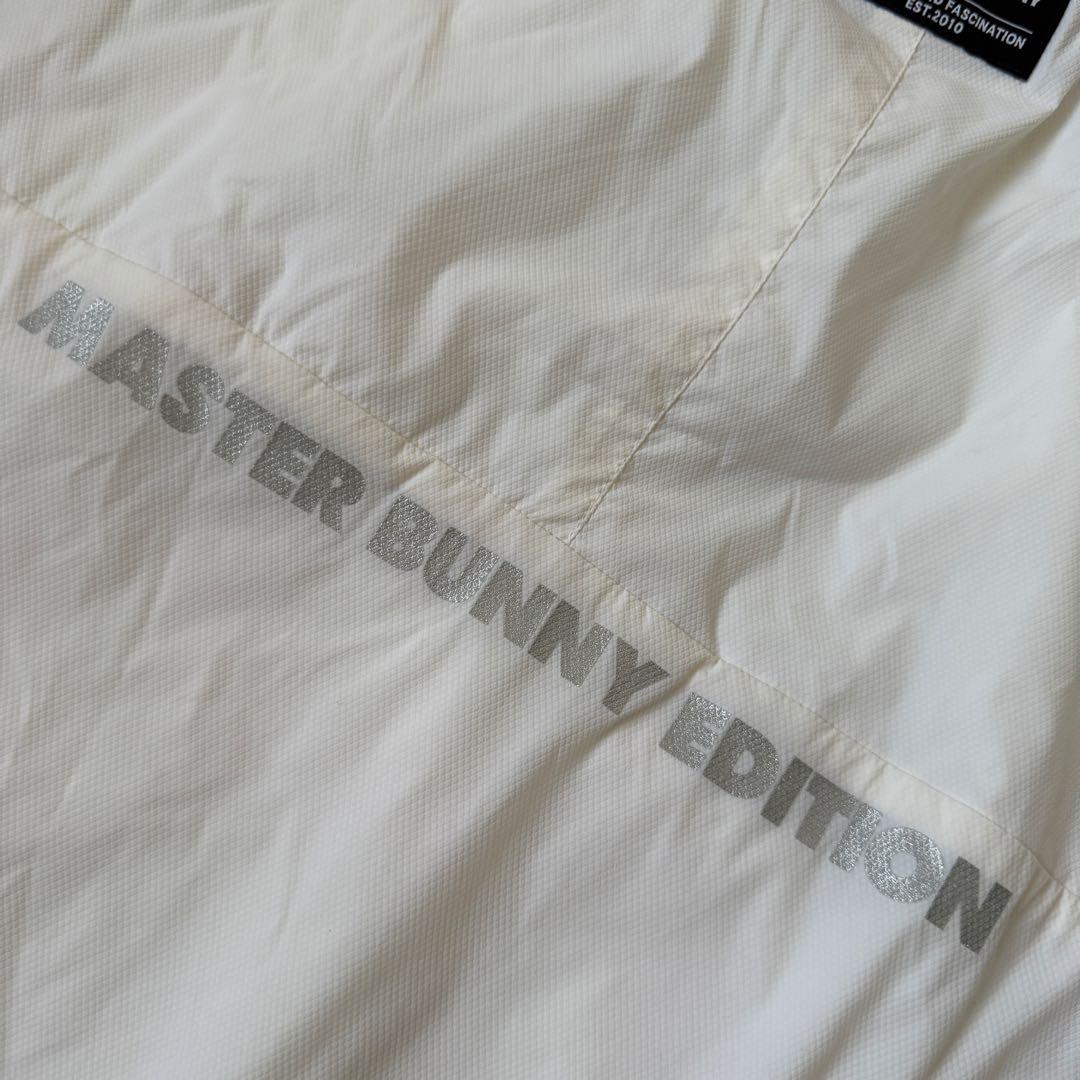 FASCINATION
EST.2010
MASTER BUNNY EDITION